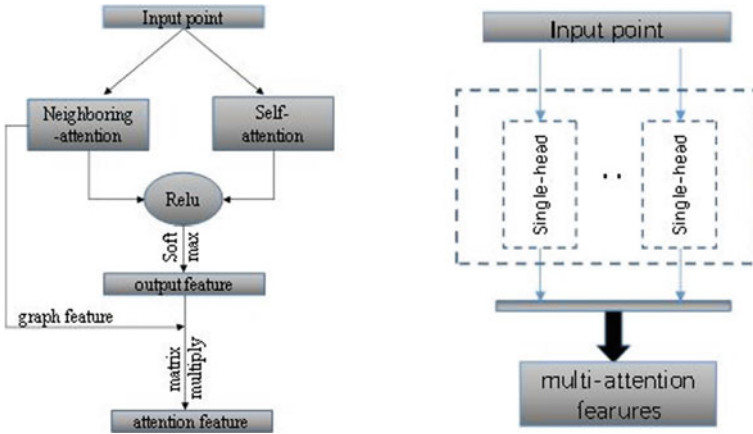 Input point
Neighboring
-attention
Self-
attention
Relu
Soft
max
output feature
graph feature
matrix
multiply
attention feature
Input point
Single-head
..
Single-head
multi-attention
fearures